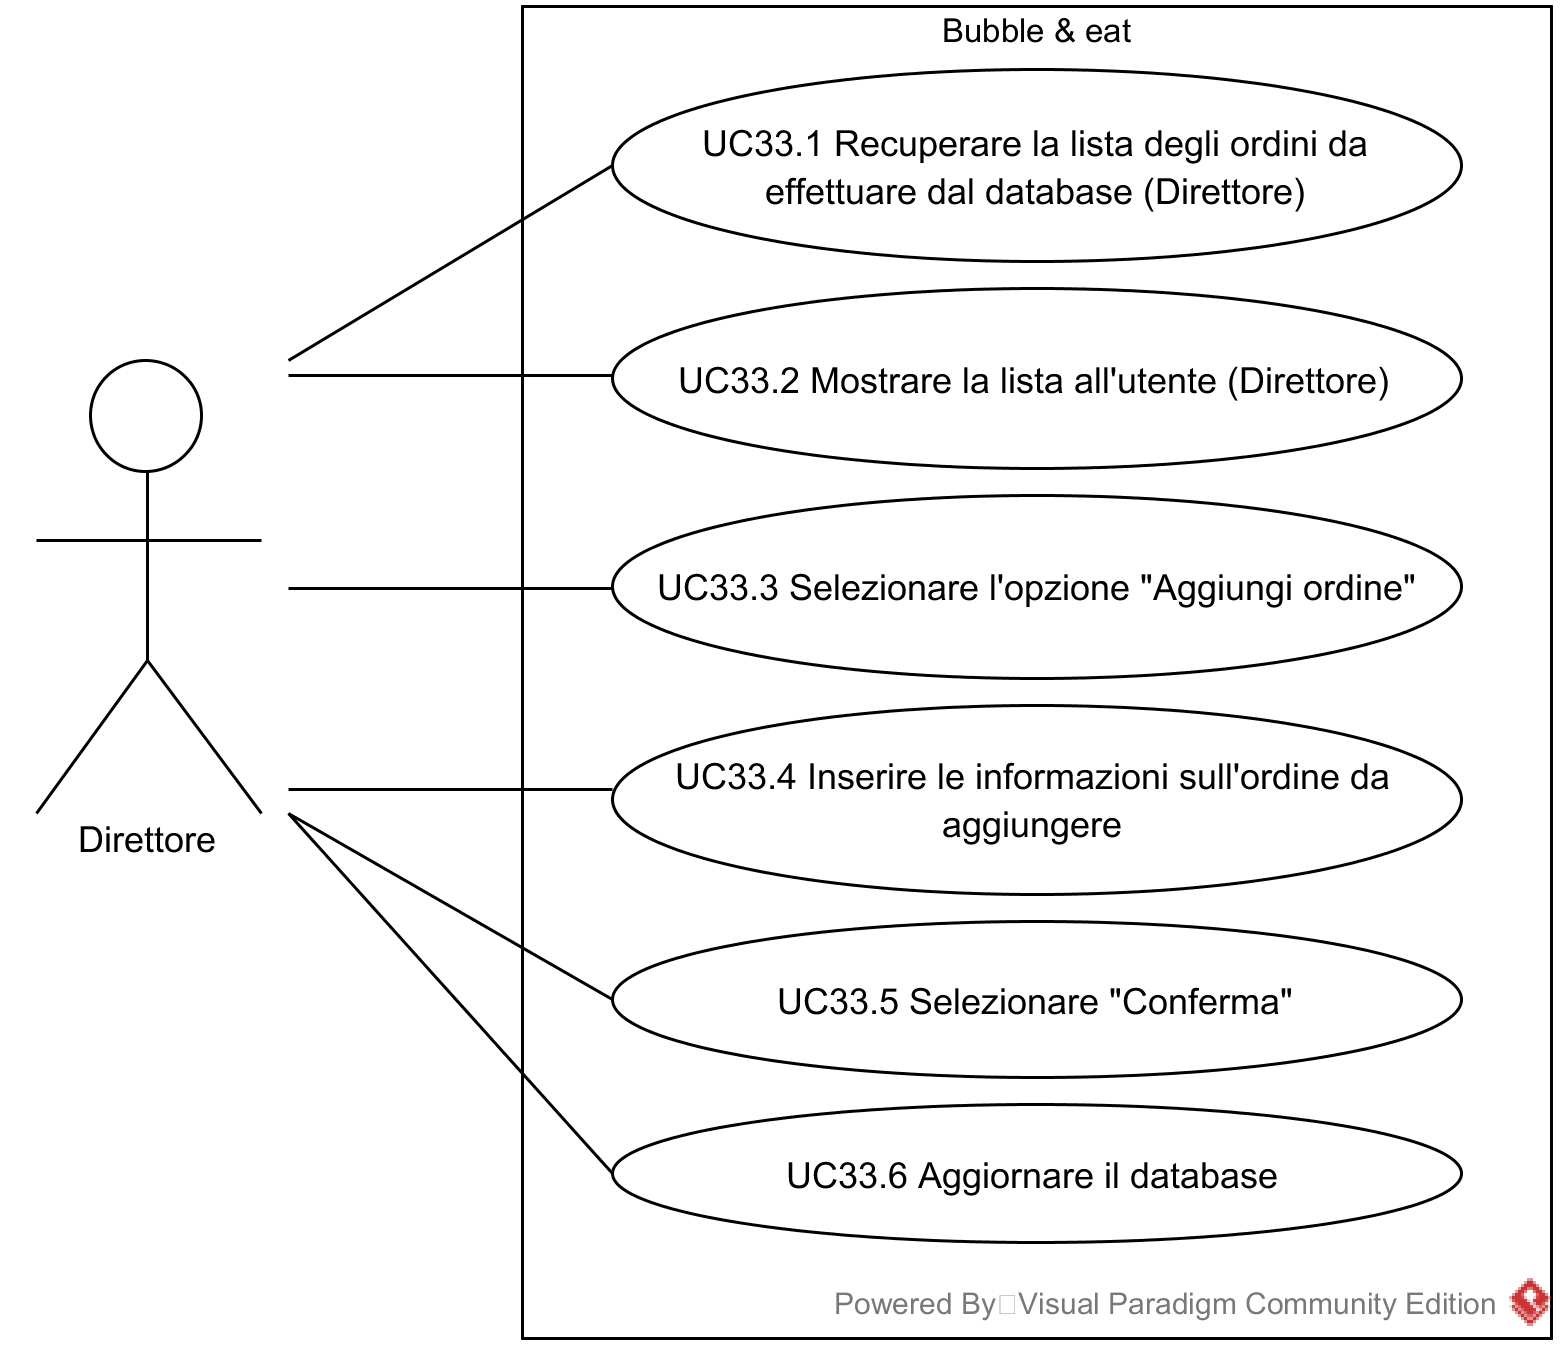 Bubble & eat
UC33.1 Recuperare la lista degli ordini da
effettuare dal database (Direttore)
UC33.2 Mostrare la lista all'utente (Direttore)
UC33.3 Selezionare l'opzione "Aggiungi ordine"
UC33.4 Inserire le informazioni sull'ordine da
aggiungere
Direttore
UC33.5 Selezionare "Conferma"
UC33.6 Aggiornare il database
Powered By Visual Paradigm Community Edition